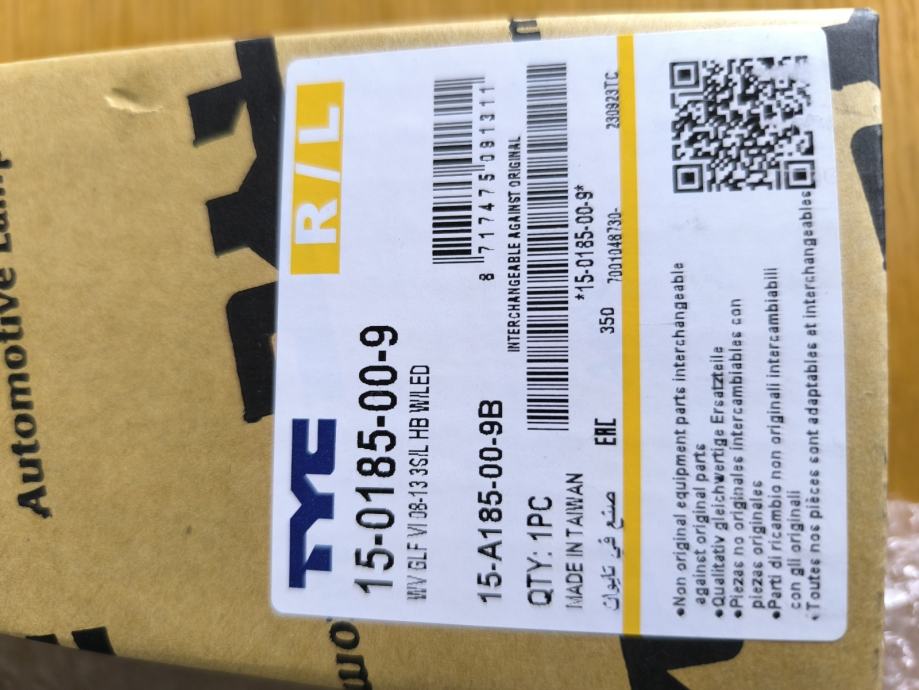 Automotive Lamp
TYC
R/L
15-0185-00-9
WV GLF VI 08-13 3S/L HB W/LED
8 717475 091311
15-A185-00-9B
INTERCHANGEABLE AGAINST ORIGINAL
QTY: 1PC
MADE IN TAIWAN
*15-0185-00-9*
صنع في تايوان
EAC
350
7001048730-
230923TC
•Non original equipment parts interchangeable
against original parts
•Qualitativ gleichwertige Ersatzteile
•Piezas no originales intercambiables con
piezas originales
•Parti di ricambio non originali intercambiabili
con gli originali
•Toutes nos pièces sont adaptables et interchangeables